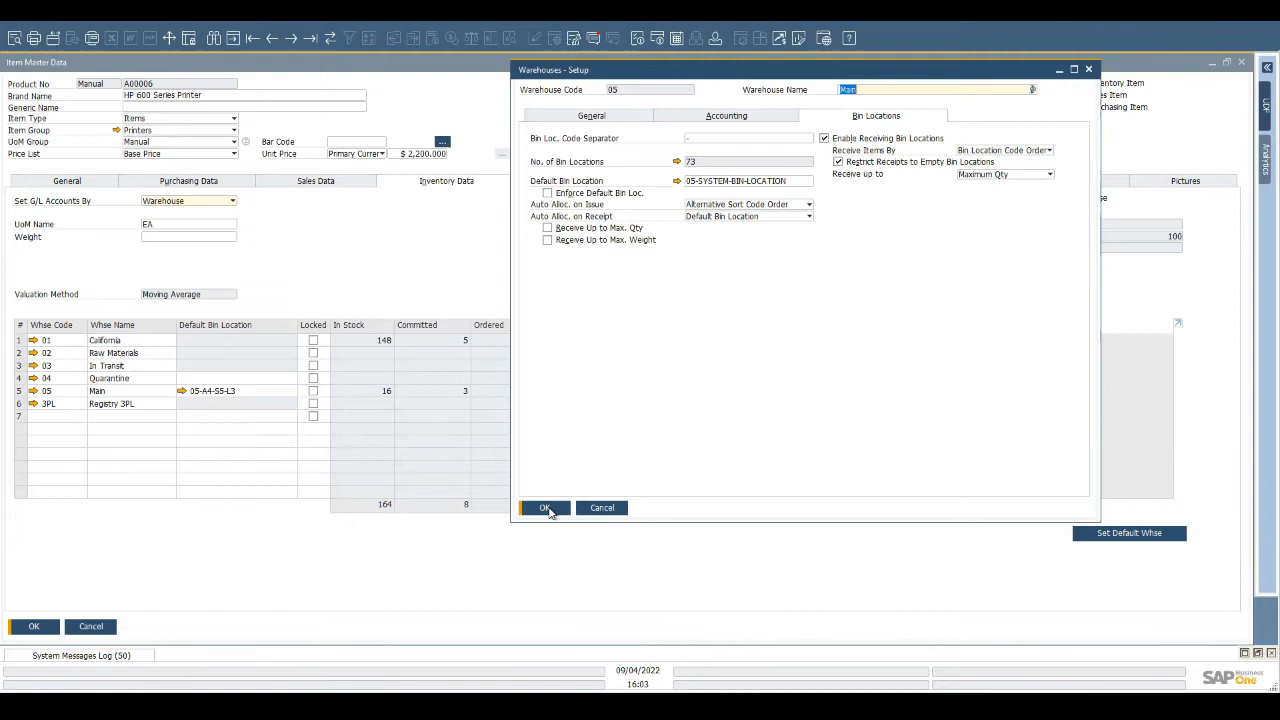 Item Master Data
Product No Manual A00006
Brand Name HP 600 Series Printer
Generic Name
Item Type Items
Item Group Printers
UoM Group Manual Bar Code ...
Price List Base Price Unit Price Primary Currer $ 2,200.000 ...
General Purchasing Data Sales Data Inventory Data Pictures
Set G/L Accounts By Warehouse
UoM Name EA
Weight
Valuation Method Moving Average
# Whse Code Whse Name Default Bin Location Locked In Stock Committed Ordered
1 01 California 148 5
2 02 Raw Materials
3 03 In Transit
4 04 Quarantine
5 05 Main 05-A4-S5-L3 16 3
6 3PL Registry 3PL
7
164 8
Set Default Whse
OK Cancel
Warehouses - Setup
Warehouse Code 05 Warehouse Name Main
General Accounting Bin Locations
Bin Loc. Code Separator - Enable Receiving Bin Locations
Receive Items By Bin Location Code Order
No. of Bin Locations 73 Restrict Receipts to Empty Bin Locations
Receive up to Maximum Qty
Default Bin Location 05-SYSTEM-BIN-LOCATION
Enforce Default Bin Loc.
Auto Alloc. on Issue Alternative Sort Code Order
Auto Alloc. on Receipt Default Bin Location
Receive Up to Max. Qty
Receive Up to Max. Weight
OK Cancel
ntory Item
s Item
hasing Item
se
100
UDF
Analytics
System Messages Log (50)
09/04/2022
16:03
SAP Business One